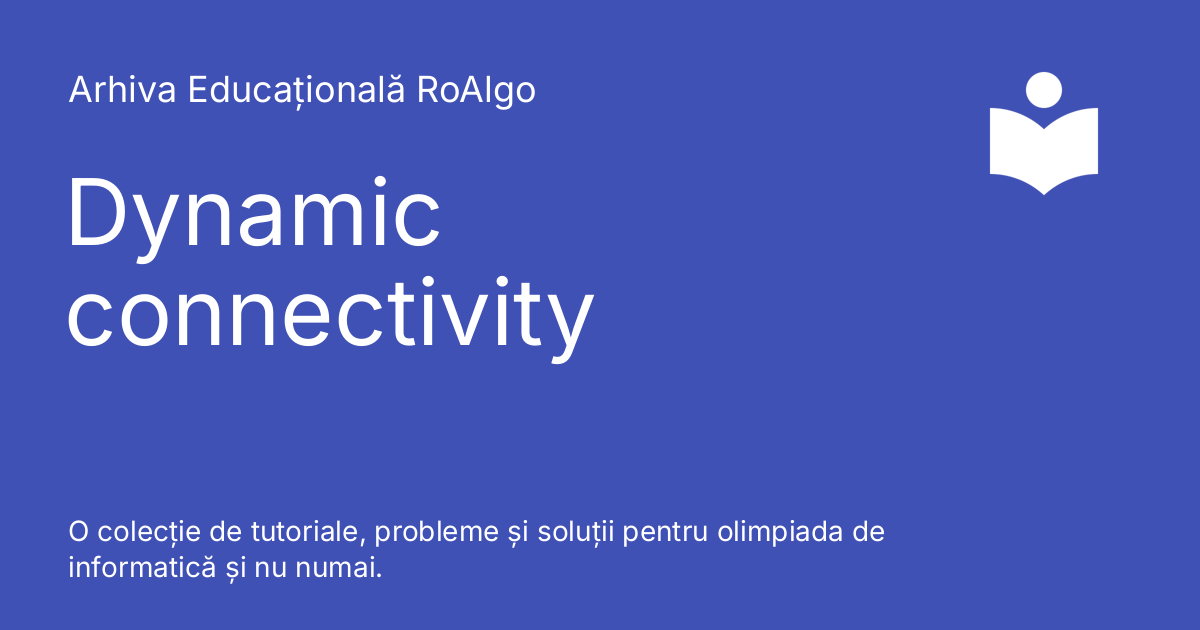 Arhiva Educațională RoAlgo
Dynamic
connectivity
O colecție de tutoriale, probleme și soluții pentru olimpiada de
informatică și nu numai.